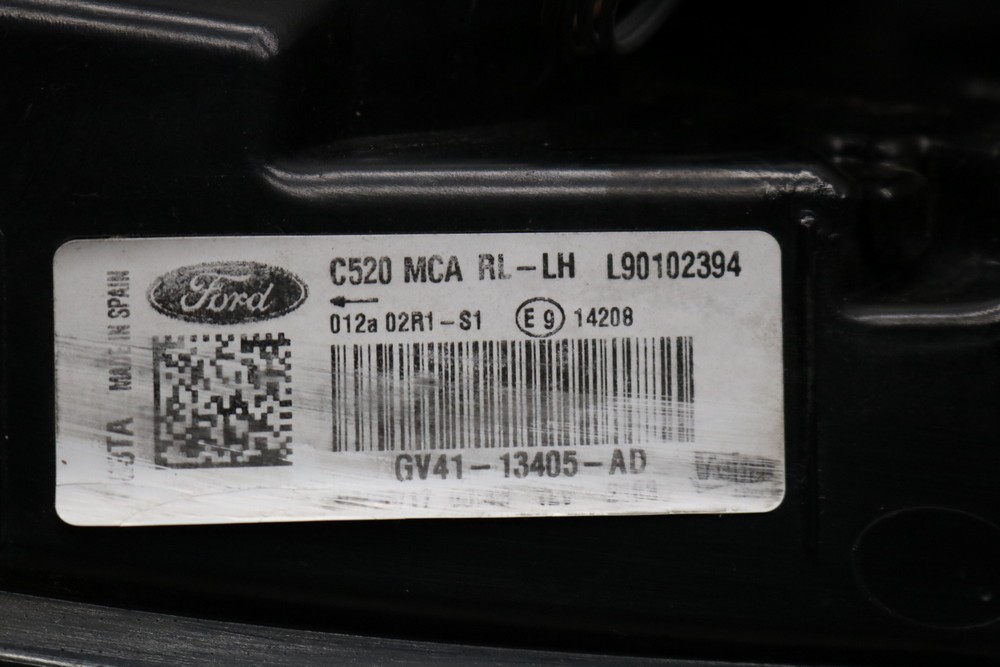 Ford
MADE IN SPAIN
C520 MCA RL-LH L90102394
012a 02R1-S1 E9 14208
GV41-13405-AD